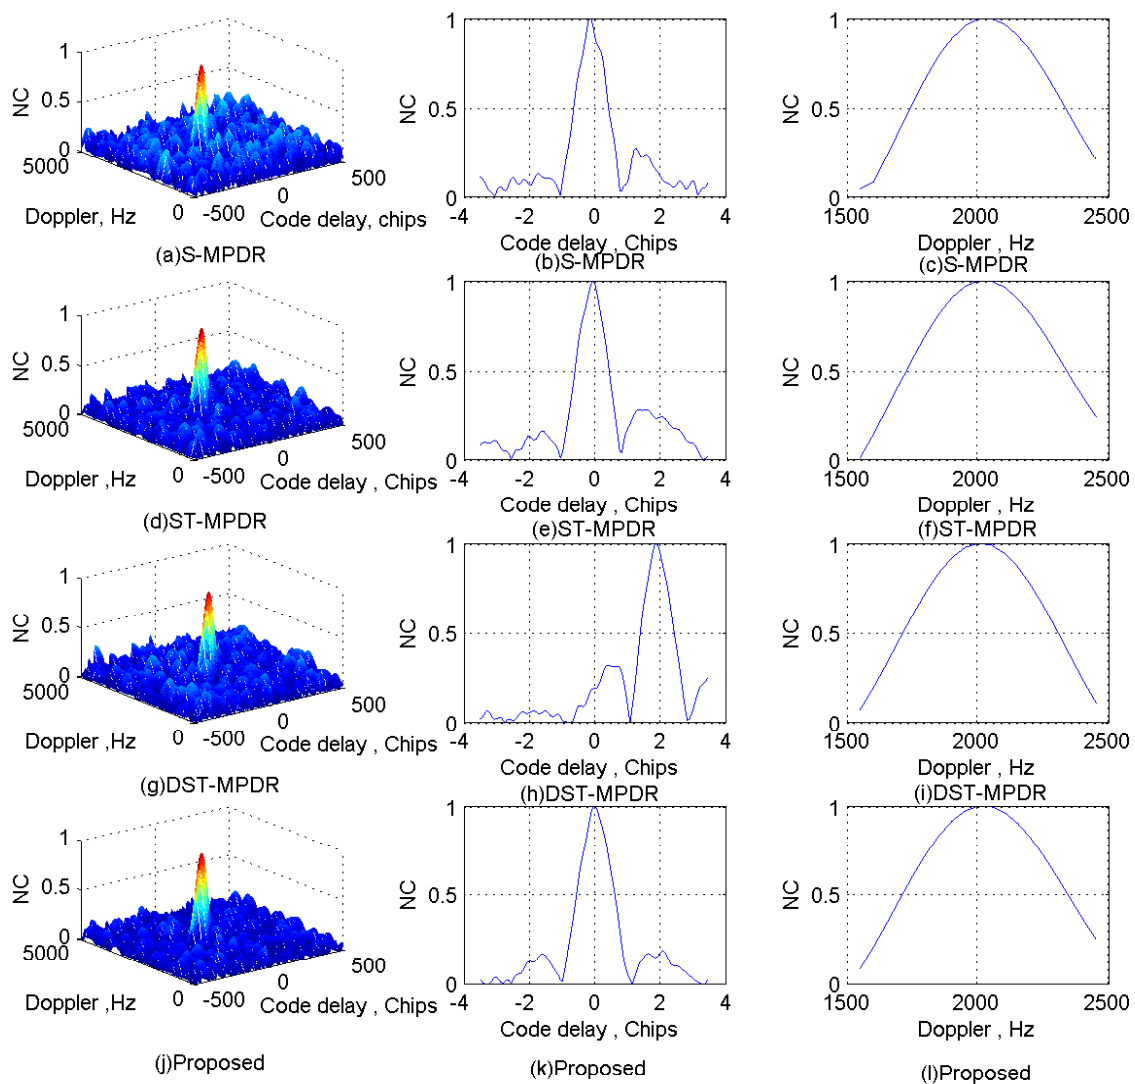 1
0.5
0
NC
5000
0
Doppler, Hz
-500
0
500
Code delay, chips
(a)S-MPDR
1
0.5
0
NC
-4 -2 0 2 4
Code delay , Chips
(b)S-MPDR
1
0.5
0
NC
1500 2000 2500
Doppler , Hz
(c)S-MPDR
1
0.5
0
NC
5000
0
Doppler ,Hz
-500
0
500
Code delay , Chips
(d)ST-MPDR
1
0.5
0
NC
-4 -2 0 2 4
Code delay , Chips
(e)ST-MPDR
1
0.5
0
NC
1500 2000 2500
Doppler , Hz
(f)ST-MPDR
1
0.5
0
NC
5000
0
Doppler ,Hz
-500
0
500
Code delay , Chips
(g)DST-MPDR
1
0.5
0
NC
-4 -2 0 2 4
Code delay , Chips
(h)DST-MPDR
1
0.5
0
NC
1500 2000 2500
Doppler , Hz
(i)DST-MPDR
1
0.5
0
NC
5000
0
Doppler ,Hz
-500
0
500
Code delay , Chips
(j)Proposed
1
0.5
0
NC
-4 -2 0 2 4
Code delay , Chips
(k)Proposed
1
0.5
0
NC
1500 2000 2500
Doppler , Hz
(l)Proposed